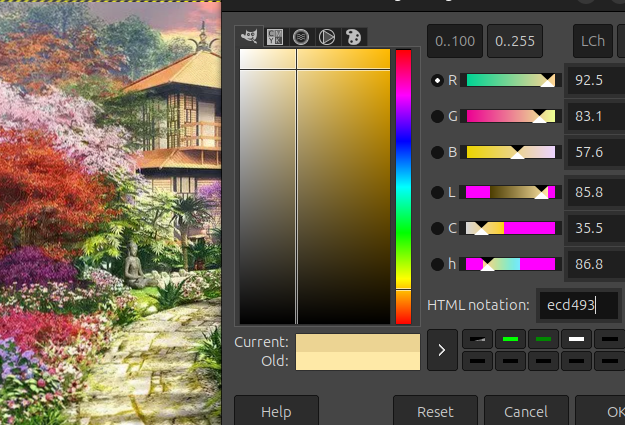 0..100 0..255 LCh
R 92.5
G 83.1
B 57.6
L 85.8
C 35.5
h 86.8
HTML notation: ecd493
Current:
Old:
Help Reset Cancel OK